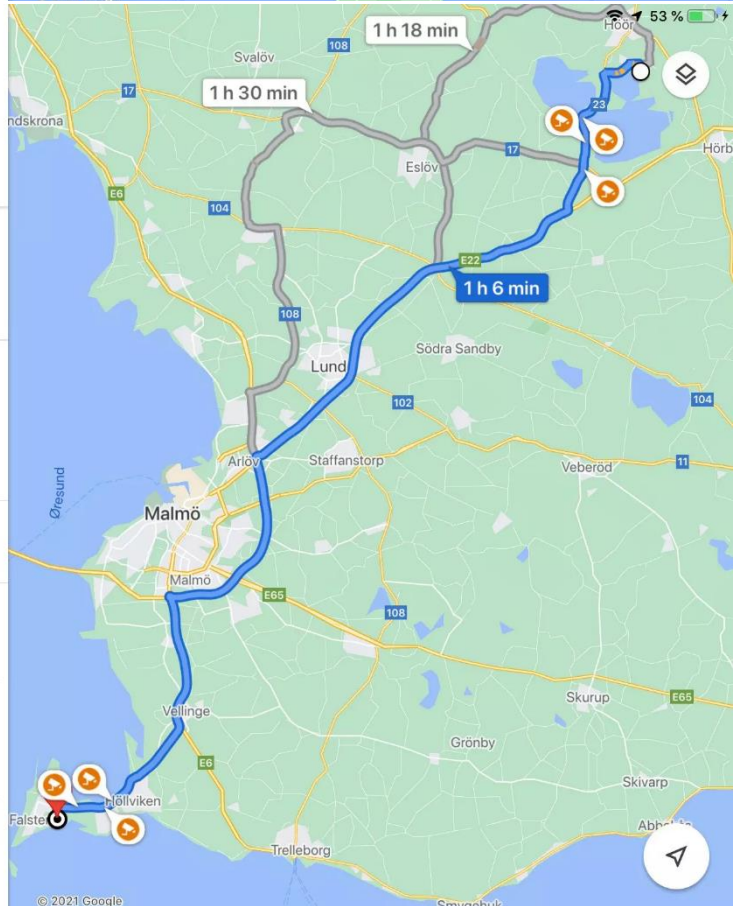 53 %
Höör
108
1 h 18 min
Svalöv
17
1 h 30 min
23
ndskrona
Hörb
17
Eslöv
E6
104
E22
1 h 6 min
108
Södra Sandby
Lund
102
104
Arlöv
Staffanstorp
11
Veberöd
Øresund
Malmö
Malmö
E65
108
E65
Skurup
Vellinge
Grönby
E6
Skivarp
Höllviken
Falste
Trelleborg
© 2021 Google